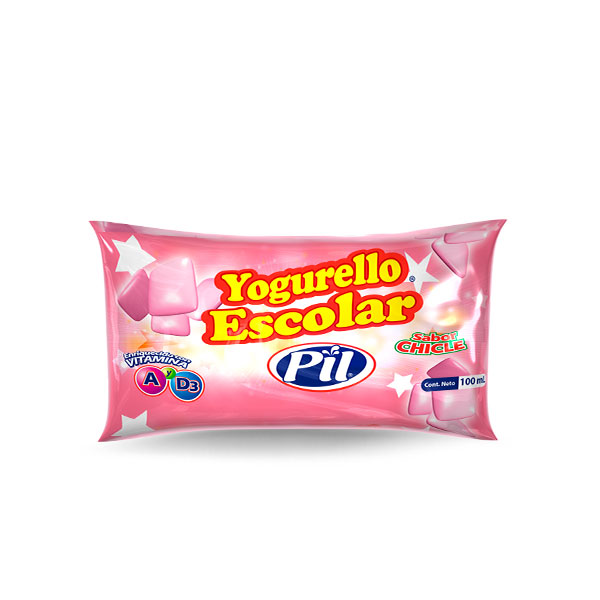 Yogurello®
Escolar
Pil®
Sabor
CHICLE
Enriquecido con
VITAMINA
A y D3
Cont. Neto 100 mL